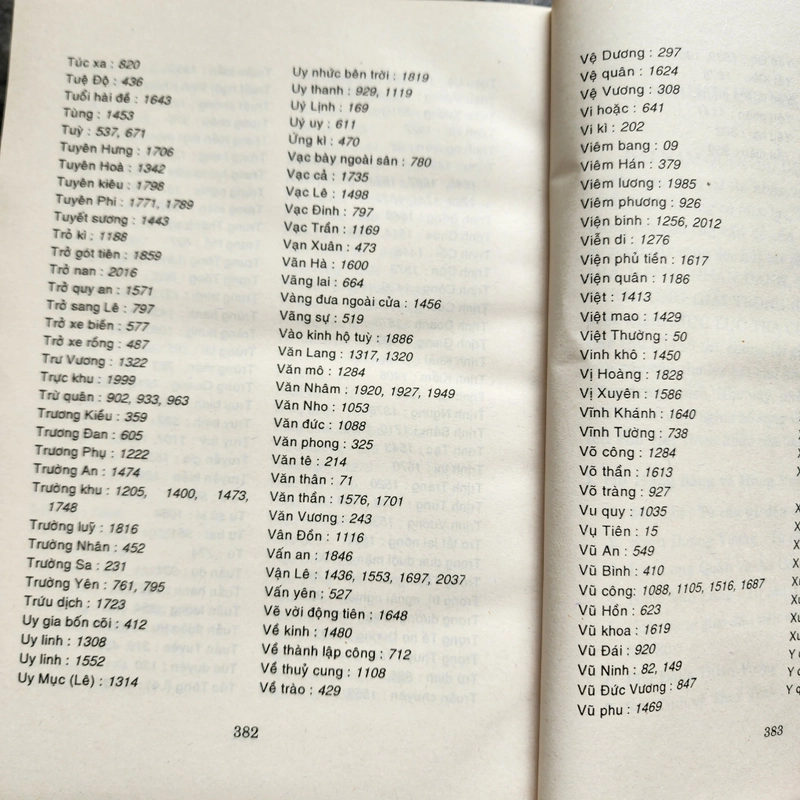 Túc xa : 820
Tuệ Độ : 436
Tuổi hài đề : 1643
Tùng : 1453
Tuỳ : 537, 671
Tuyên Hưng : 1706
Tuyên Hoà : 1342
Tuyên kiêu : 1798
Tuyên Phi : 1771, 1789
Tuyết sương : 1443
Trỏ kì : 1188
Trở gót tiên : 1859
Trở nan : 2016
Trở quy an : 1571
Trở sang Lê : 797
Trở xe biển : 577
Trở xe rồng : 487
Trư Vương : 1322
Trực khu : 1999
Trừ quân : 902, 933, 963
Trương Kiều : 359
Trương Đan : 605
Trương Phụ : 1222
Trường An : 1474
Trường khu : 1205, 1400, 1473,
1748
Trường luỹ : 1816
Trường Nhân : 452
Trường Sa : 231
Trường Yên : 761, 795
Trứu dịch : 1723
Uy gia bốn cõi : 412
Uy linh : 1308
Uy linh : 1552
Uy Mục (Lê) : 1314
Uy nhức bên trời : 1819
Uy thanh : 929, 1119
Uý Lịnh : 169
Uý uy : 611
Ứng kì : 470
Vạc bày ngoài sân : 780
Vạc cả : 1735
Vạc Lê : 1498
Vạc Đinh : 797
Vạc Trần : 1169
Vạn Xuân : 473
Văn Hà : 1600
Vãng lai : 664
Vàng đưa ngoài cửa : 1456
Vãng sự : 519
Vào kinh hộ tuỳ : 1886
Văn Lang : 1317, 1320
Văn mô : 1284
Văn Nhâm : 1920, 1927, 1949
Văn Nho : 1053
Văn đức : 1088
Văn phong : 325
Văn tê : 214
Văn thân : 71
Văn thần : 1576, 1701
Văn Vương : 243
Vân Đồn : 1116
Vấn an : 1846
Vận Lê : 1436, 1553, 1697, 2037
Vấn yên : 527
Vẽ vời động tiên : 1648
Về kinh : 1480
Về thành lập công : 712
Về thuỷ cung : 1108
Về trào : 429
382
Vệ Dương : 297
Vệ quân : 1624
Vệ Vương : 308
Vi hoặc : 641
Vi kì : 202
Viêm bang : 09
Viêm Hán : 379
Viêm lương : 1985
Viêm phương : 926
Viện binh : 1256, 2012
Viễn di : 1276
Viện phủ tiền : 1617
Viện quân : 1186
Việt : 1413
Việt mao : 1429
Việt Thường : 50
Vinh khô : 1450
Vị Hoàng : 1828
Vị Xuyên : 1586
Vĩnh Khánh : 1640
Vĩnh Tường : 738
Võ công : 1284
Võ thần : 1613
Võ tràng : 927
Vu quy : 1035
Vụ Tiên : 15
Vũ An : 549
Vũ Bình : 410
Vũ công: 1088, 1105, 1516, 1687
Vũ Hồn : 623
Vũ khoa : 1619
Vũ Đái : 920
Vũ Ninh : 82, 149
Vũ Đức Vương : 847
Vũ phu : 1469
383